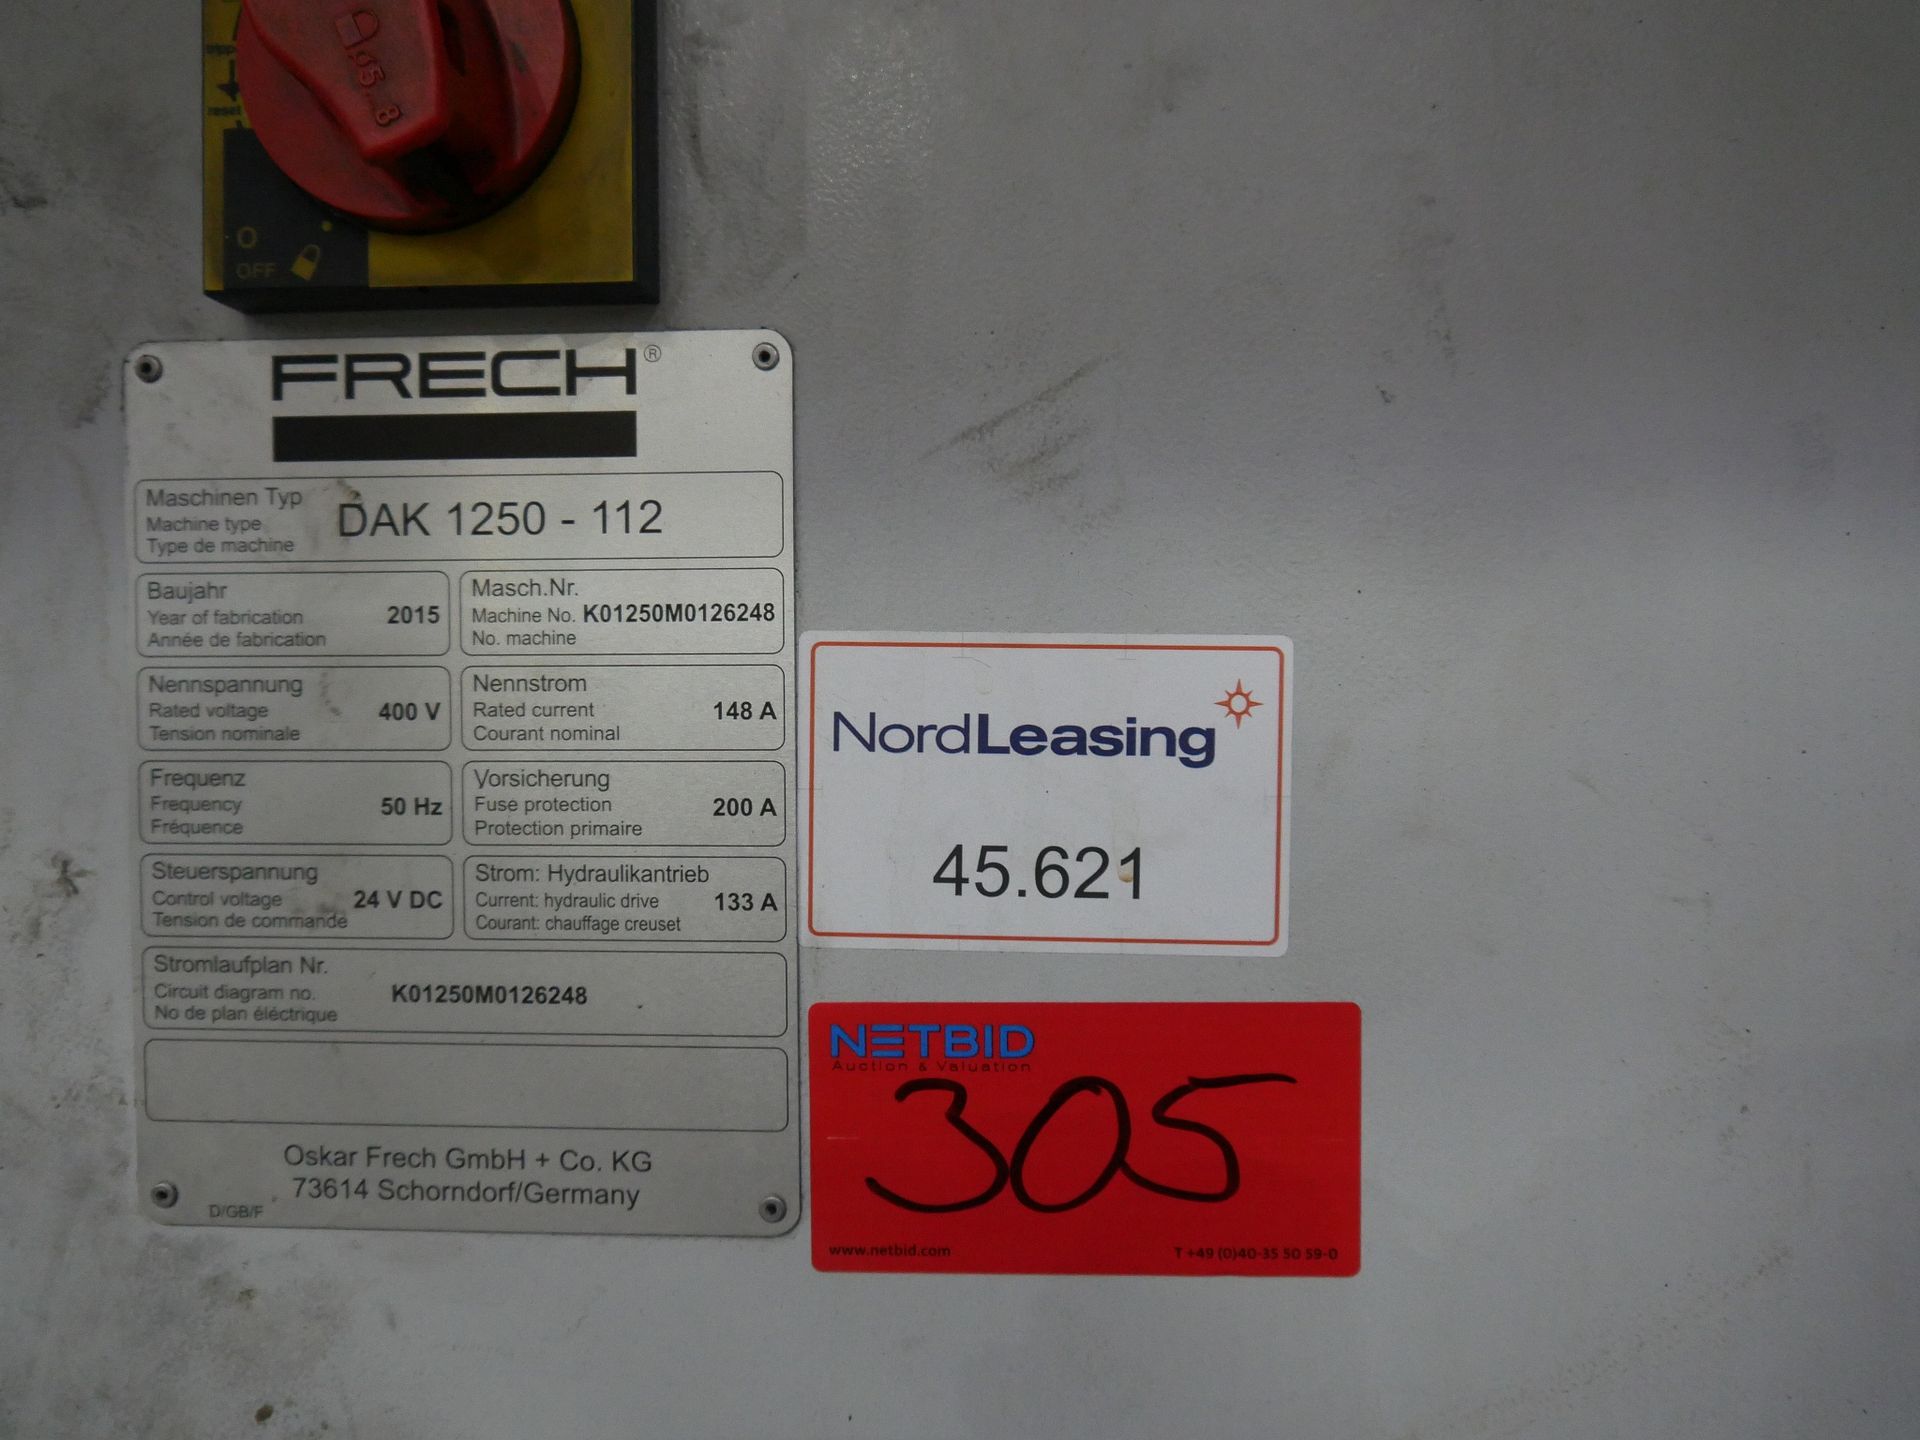 ø5...8
reset
O
OFF
FRECH®
Maschinen Typ
Machine type
Type de machine
DAK 1250 - 112
Baujahr
Year of fabrication
Année de fabrication
2015
Masch.Nr.
Machine No. K01250M0126248
No. machine
Nennspannung
Rated voltage
Tension nominale
400 V
Nennstrom
Rated current
Courant nominal
148 A
Frequenz
Frequency
Fréquence
50 Hz
Vorsicherung
Fuse protection
Protection primaire
200 A
Steuerspannung
Control voltage
Tension de commande
24 V DC
Strom: Hydraulikantrieb
Current: hydraulic drive
Courant: chauffage creuset
133 A
Stromlaufplan Nr.
Circuit diagram no.
No de plan éléctrique
K01250M0126248
Oskar Frech GmbH + Co. KG
73614 Schorndorf/Germany
D/GB/F
NordLeasing
45.621
NETBID
Auction & Valuation
305
www.netbid.com
T +49 (0)40-35 50 59-0